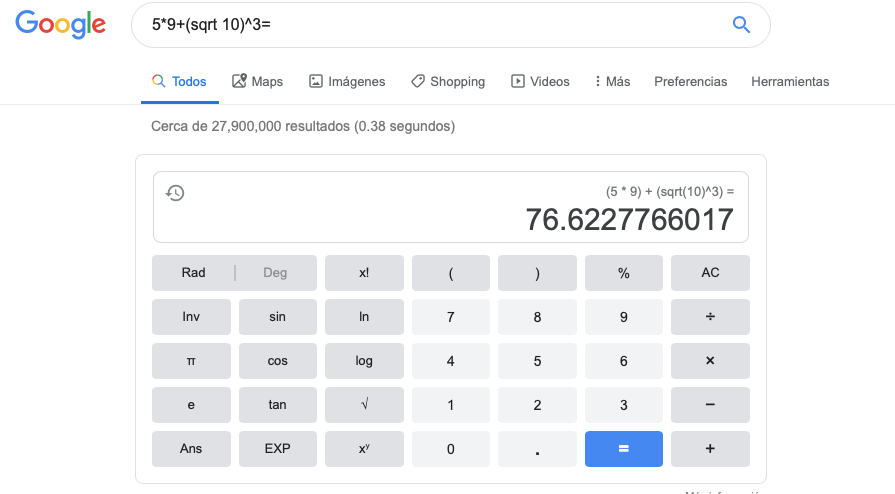 Google 5*9+(sqrt 10)^3=
Todos Maps Imágenes Shopping Videos Más Preferencias Herramientas
Cerca de 27,900,000 resultados (0.38 segundos)
(5 * 9) + (sqrt(10)^3) =
76.6227766017
Rad | Deg x! ( ) % AC
Inv sin ln 7 8 9 ÷
π cos log 4 5 6 ×
e tan √ 1 2 3 −
Ans EXP xʸ 0 . = +